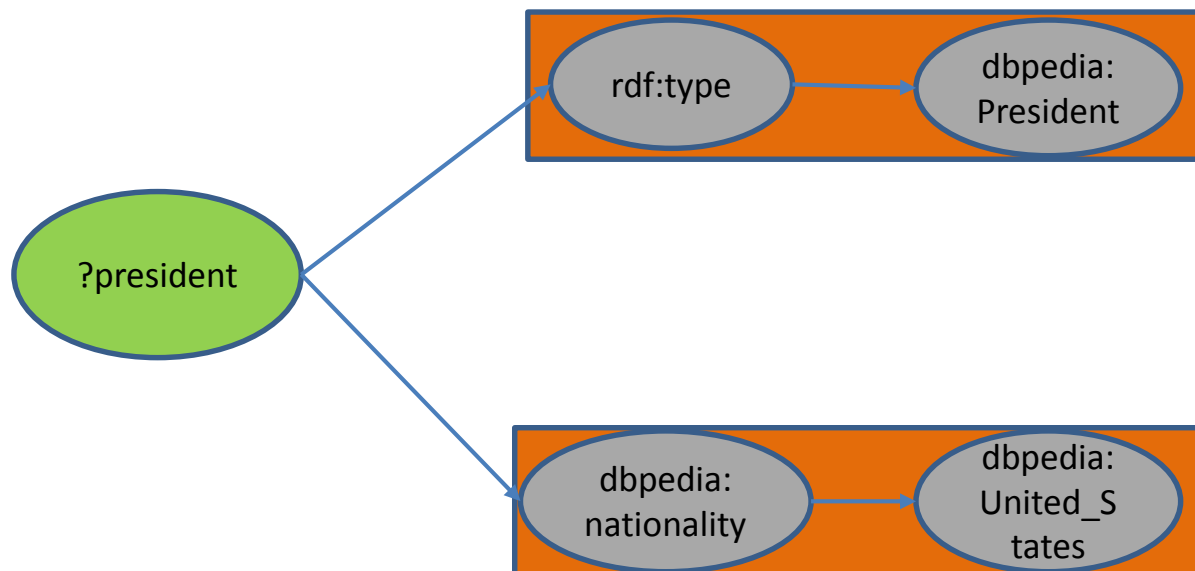 rdf:type
dbpedia:
President
?president
dbpedia:
nationality
dbpedia:
United_S
tates